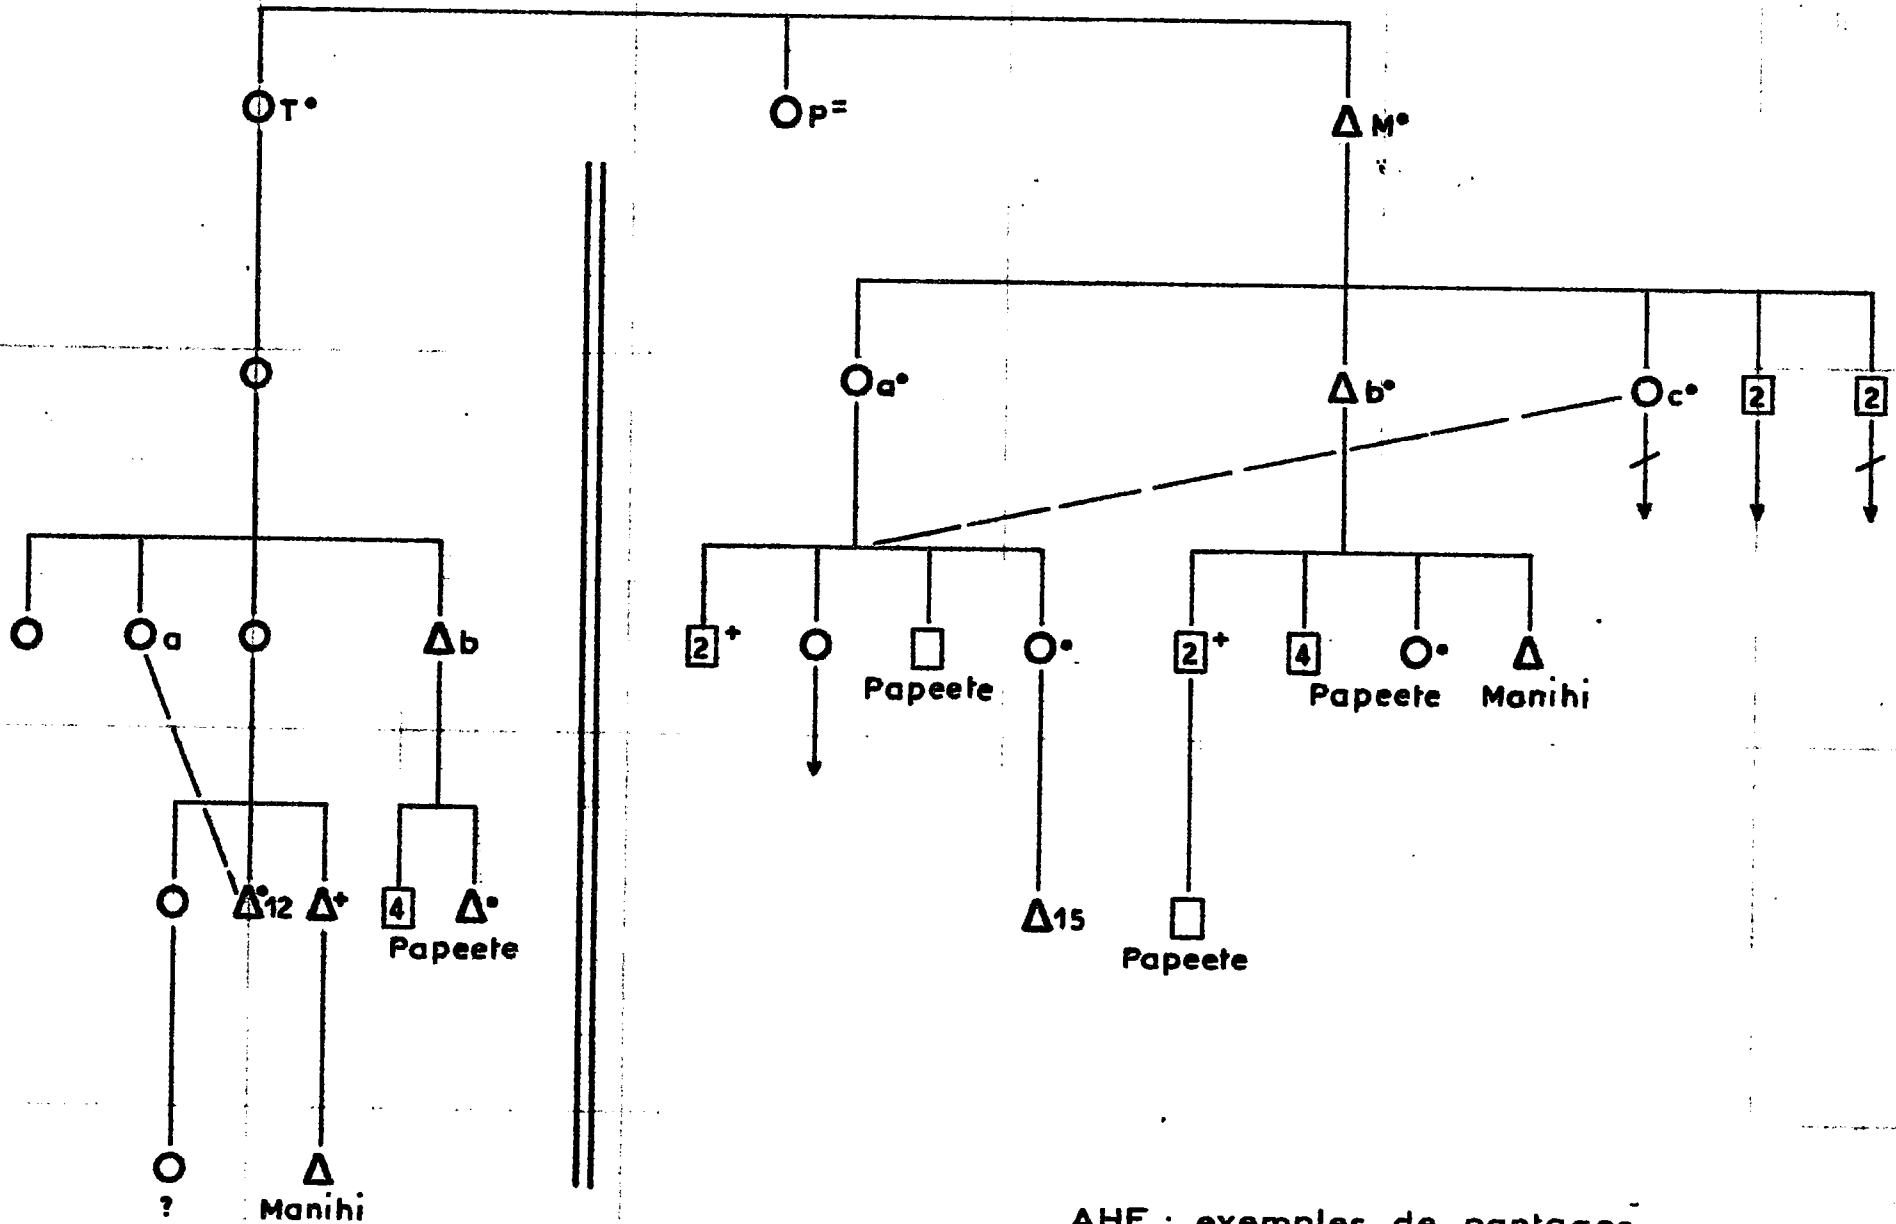 T•
P=
M•
a•
b•
c•
2
2
a
b
2+
Papeete
•
2+
4
•
Papeete
Manihi
•12
+
4
•
Papeete
15
Papeete
?
Manihi
AHE : exemples de partages